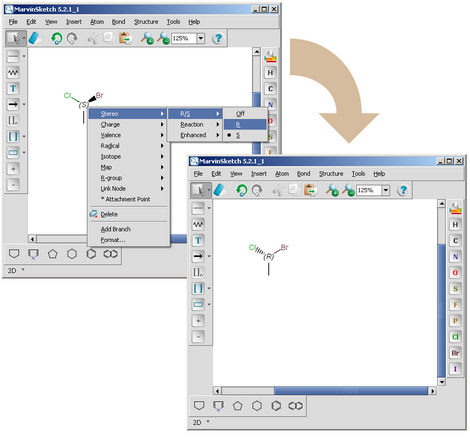 MarvinSketch 5.2.1_1
File Edit View Insert Atom Bond Structure Tools Help
125%
Cl Br
(S)
Stereo
Charge
Valence
Radical
Isotope
Map
R-group
Link Node
* Attachment Point
Delete
Add Branch
Format...
R/S
Reaction
Enhanced
Off
R
S
H
C
N
O
S
F
T
[]n
[]
+
-
2D *
MarvinSketch 5.2.1_1
File Edit View Insert Atom Bond Structure Tools Help
125%
Cl Br
(R)
T
[]n
[]
+
-
H
C
N
O
S
F
P
Cl
Br
I
2D *